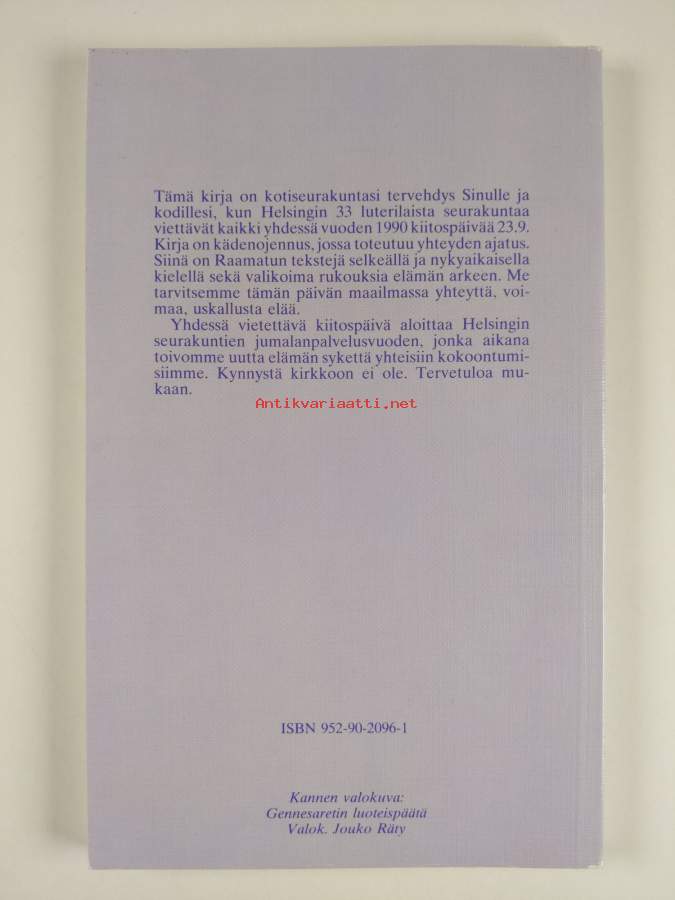 Tämä kirja on kotiseurakuntasi tervehdys Sinulle ja
kodillesi, kun Helsingin 33 luterilaista seurakuntaa
viettävät kaikki yhdessä vuoden 1990 kiitospäivää 23.9.
Kirja on kädenojennus, jossa toteutuu yhteyden ajatus.
Siinä on Raamatun tekstejä selkeällä ja nykyaikaisella
kielellä sekä valikoima rukouksia elämän arkeen. Me
tarvitsemme tämän päivän maailmassa yhteyttä, voi-
maa, uskallusta elää.
Yhdessä vietettävä kiitospäivä aloittaa Helsingin
seurakuntien jumalanpalvelusvuoden, jonka aikana
toivomme uutta elämän sykettä yhteisiin kokoontumi-
siimme. Kynnystä kirkkoon ei ole. Tervetuloa mu-
kaan.
Antikvariaatti.net
ISBN 952-90-2096-1
Kannen valokuva:
Gennesaretin luoteispäätä
Valok. Jouko Räty